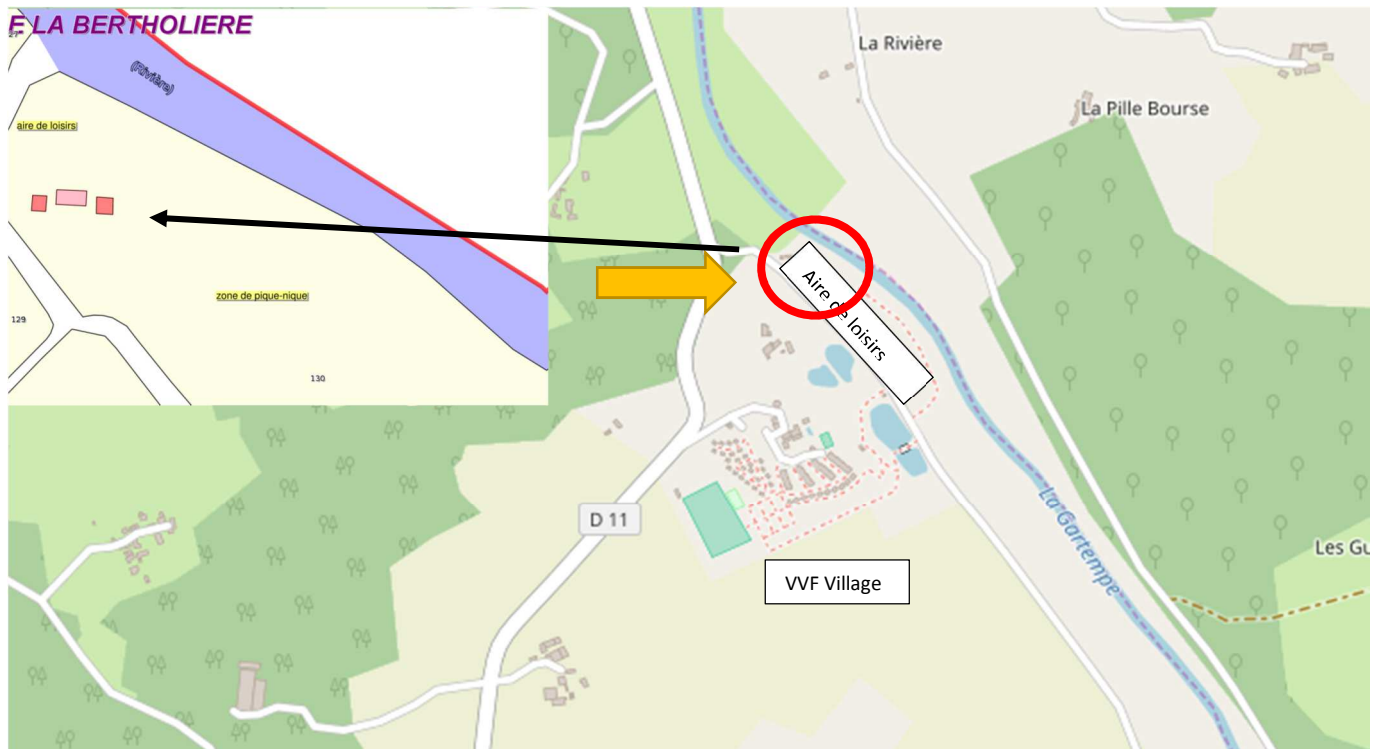 E LA BERTHOLIERE
27
(Rivière)
aire de loisirs
zone de pique-nique
129
130
La Rivière
La Pille Bourse
Aire de loisirs
D 11
VVF Village
La Gartempe
Les Gu